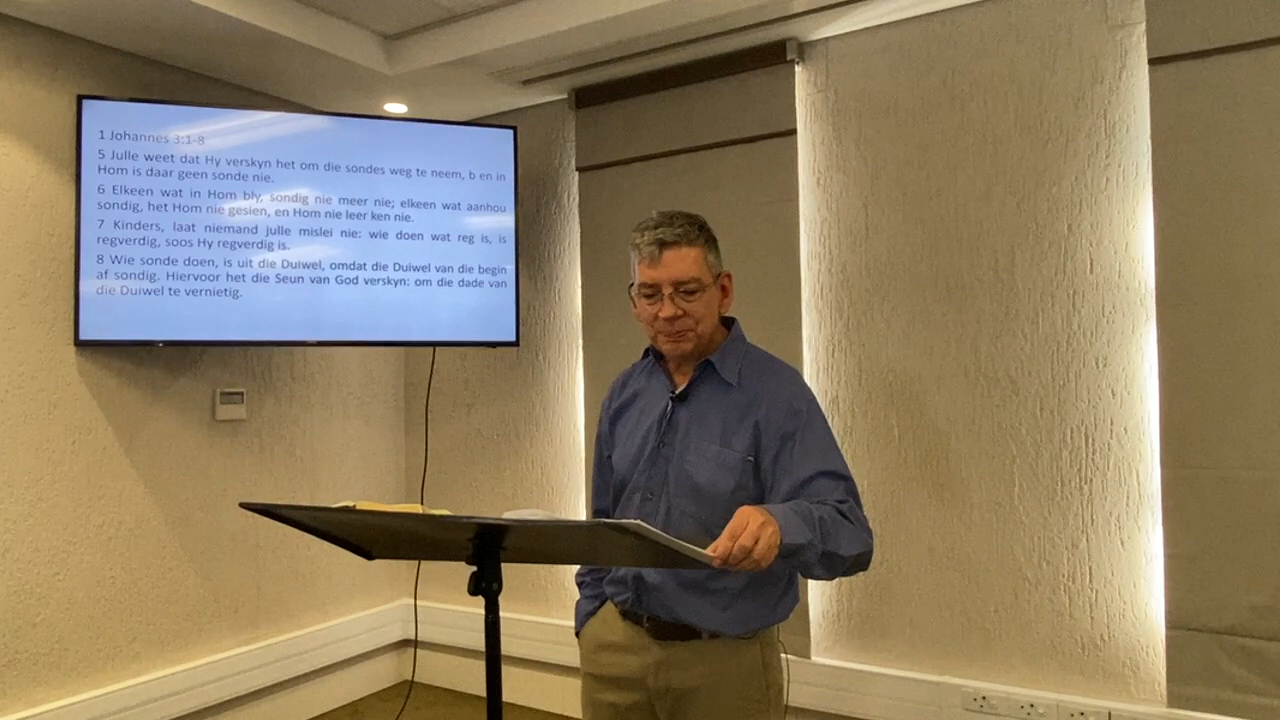 1 Johannes 3:1-8
5 Julle weet dat Hy verskyn het om die sondes weg te neem, b en in
Hom is daar geen sonde nie.
6 Elkeen wat in Hom bly, sondig nie meer nie; elkeen wat aanhou
sondig, het Hom nie gesien, en Hom nie leer ken nie.
7 Kinders, laat niemand julle mislei nie: wie doen wat reg is, is
regverdig, soos Hy regverdig is.
8 Wie sonde doen, is uit die Duiwel, omdat die Duiwel van die begin
af sondig. Hiervoor het die Seun van God verskyn: om die dade van
die Duiwel te vernietig.